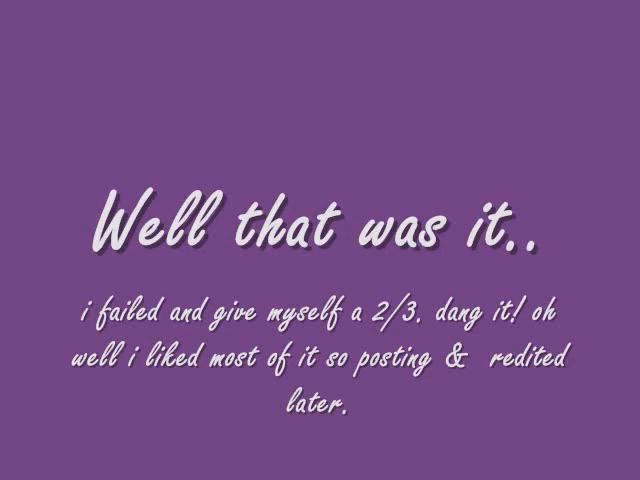 Well that was it..
i failed and give myself a 2/3. dang it! oh
well i liked most of it so posting & redited
later.